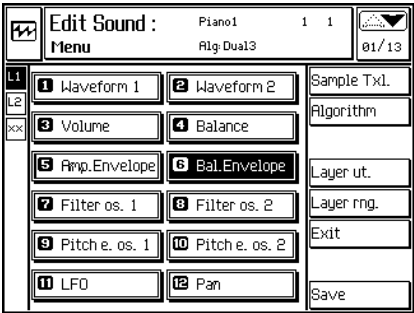 Edit Sound : Piano1 1 1
Menu Alg:Dual3 01/13
L1
L2
xx
1 Waveform 1 2 Waveform 2 Sample Txl.
3 Volume 4 Balance Algorithm
5 Amp.Envelope 6 Bal.Envelope Layer ut.
7 Filter os. 1 8 Filter os. 2 Layer rng.
9 Pitch e. os. 1 10 Pitch e. os. 2 Exit
11 LFO 12 Pan Save